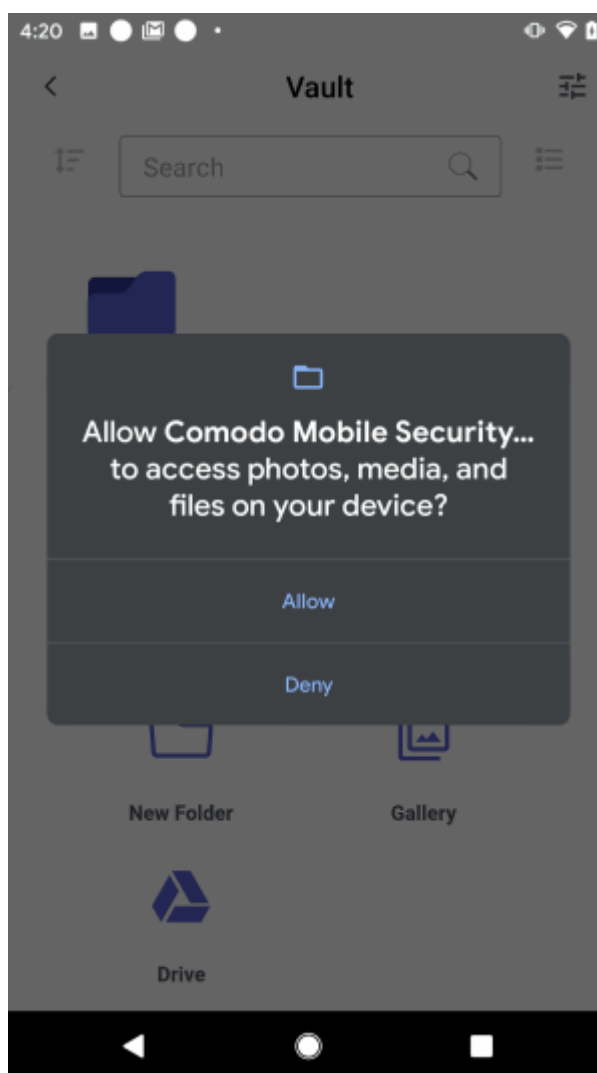 4:20
Vault
Search
Allow Comodo Mobile Security...
to access photos, media, and
files on your device?
Allow
Deny
New Folder
Gallery
Drive